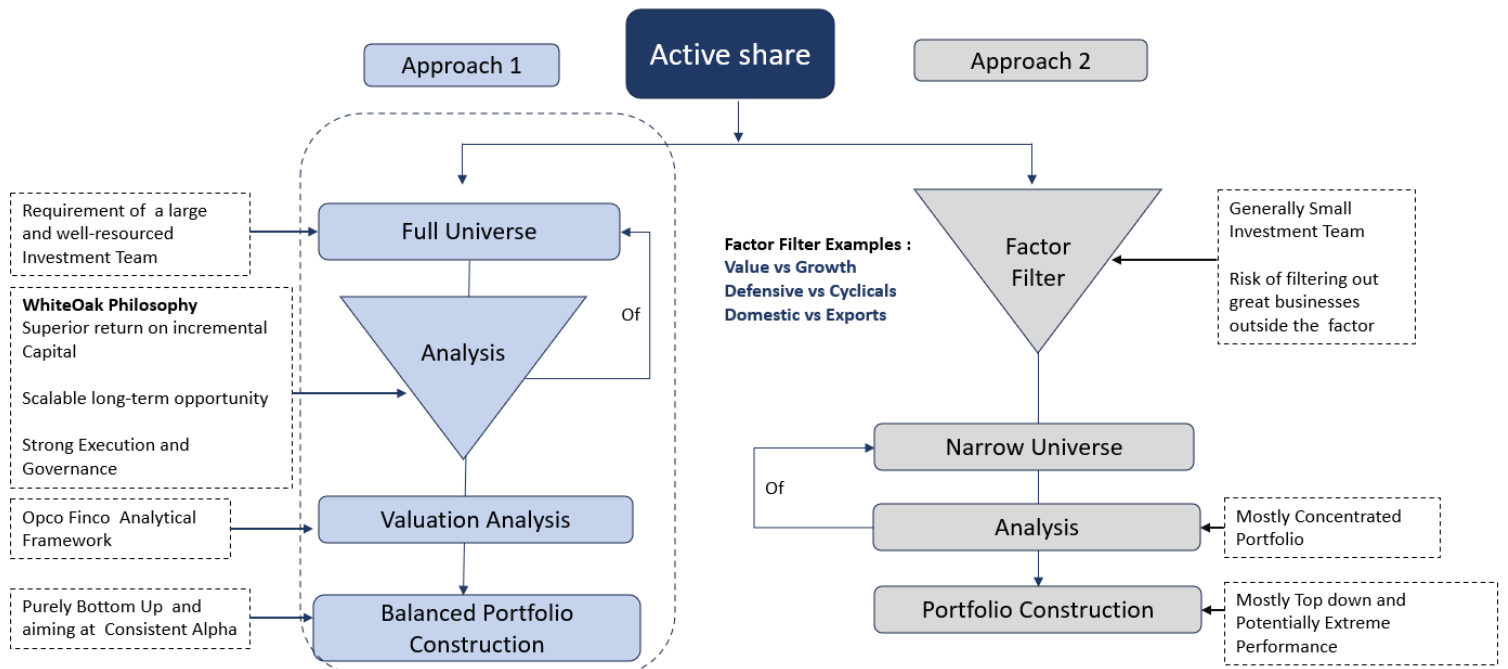 Active share
Approach 1
Approach 2
Requirement of a large
and well-resourced
Investment Team
Full Universe
WhiteOak Philosophy
Superior return on incremental
Capital
Scalable long-term opportunity
Strong Execution and
Governance
Analysis
Of
Opco Finco Analytical
Framework
Valuation Analysis
Purely Bottom Up and
aiming at Consistent Alpha
Balanced Portfolio
Construction
Factor Filter Examples :
Value vs Growth
Defensive vs Cyclicals
Domestic vs Exports
Factor
Filter
Generally Small
Investment Team
Risk of filtering out
great businesses
outside the factor
Narrow Universe
Of
Analysis
Mostly Concentrated
Portfolio
Portfolio Construction
Mostly Top down and
Potentially Extreme
Performance